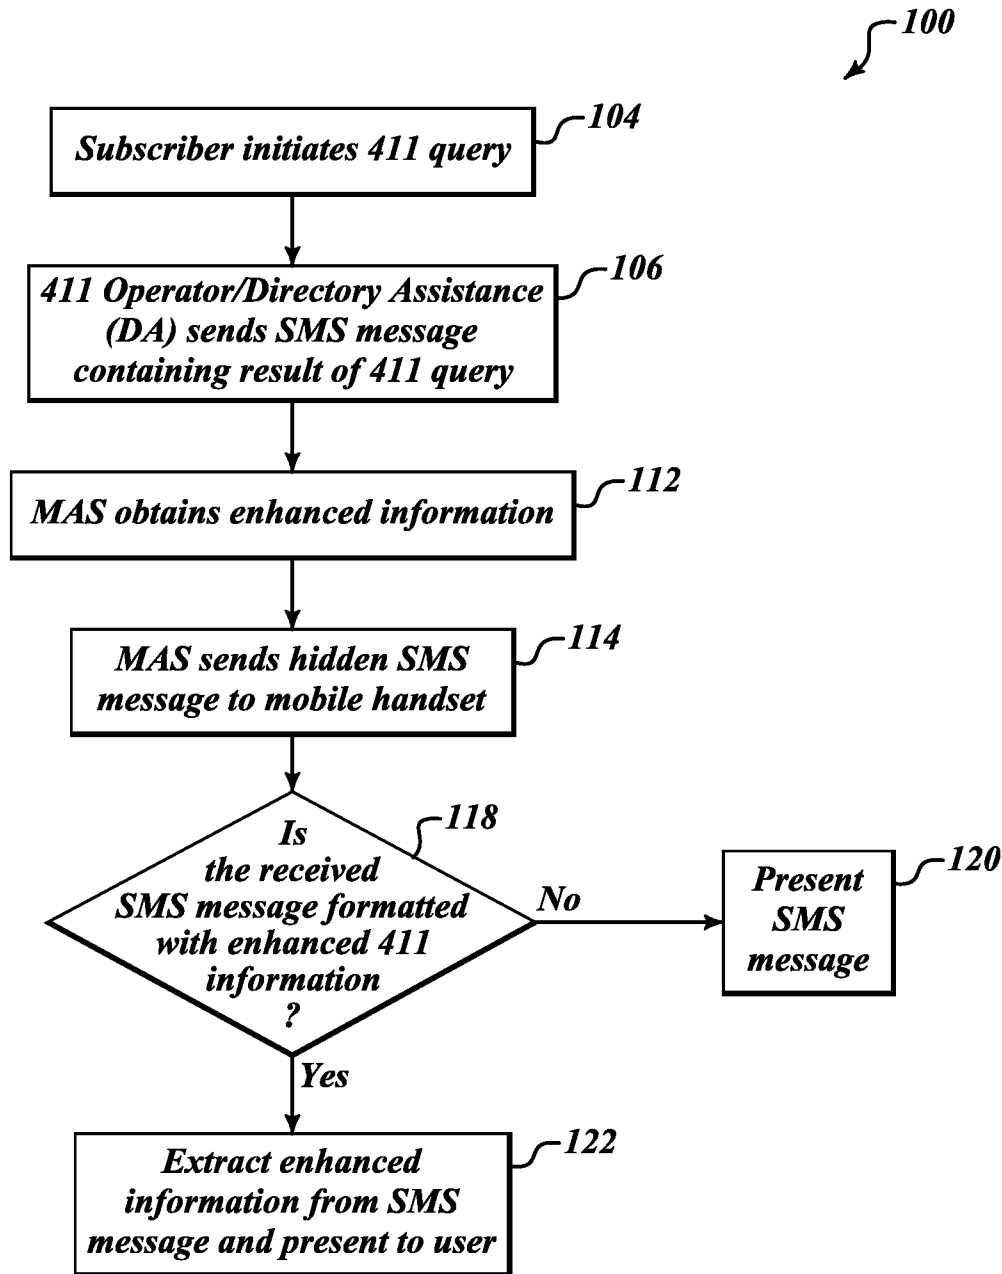 100
104
Subscriber initiates 411 query
106
411 Operator/Directory Assistance
(DA) sends SMS message
containing result of 411 query
112
MAS obtains enhanced information
114
MAS sends hidden SMS
message to mobile handset
118
Is
the received
SMS message formatted
with enhanced 411
information
?
No
120
Present
SMS
message
Yes
122
Extract enhanced
information from SMS
message and present to user